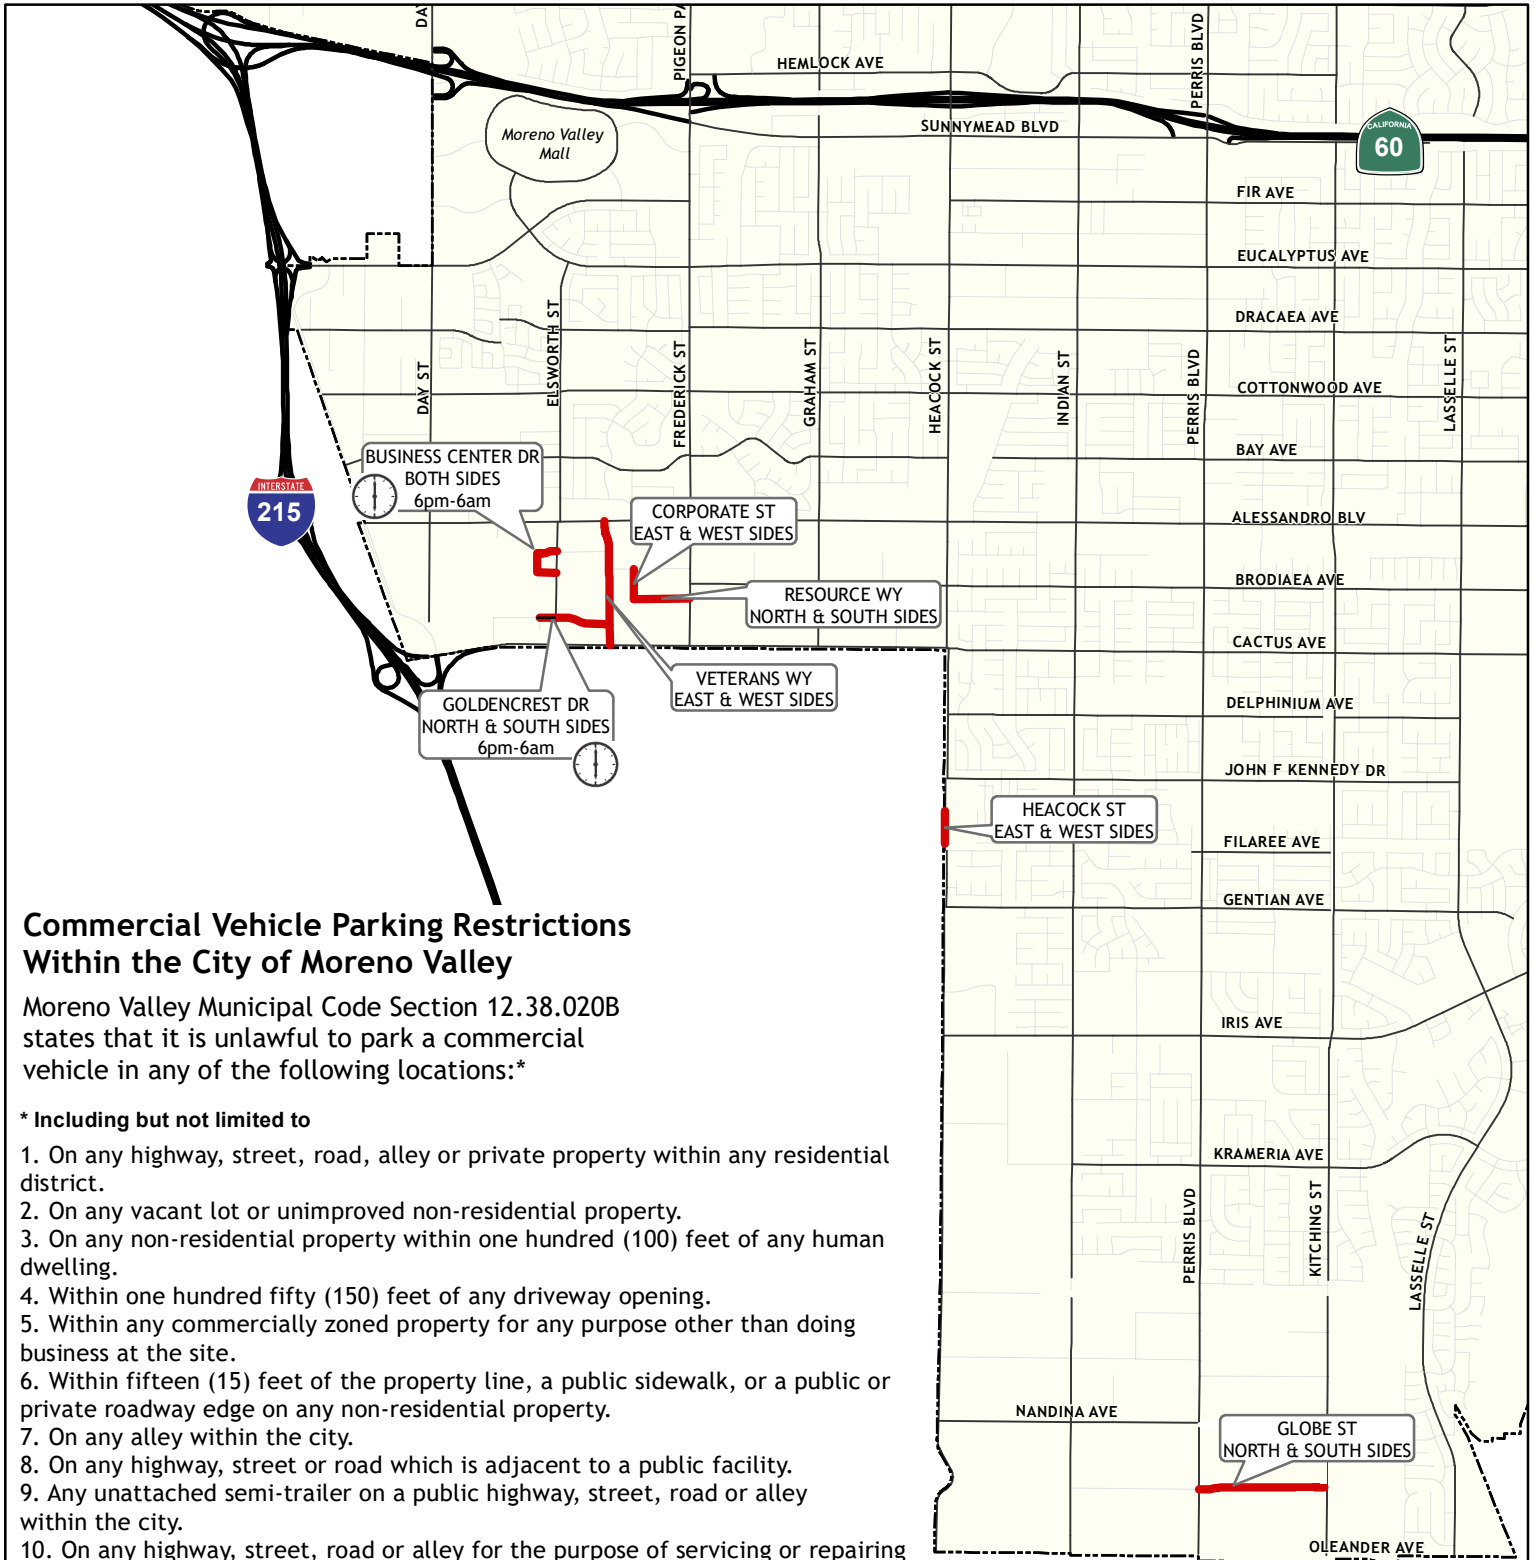 DAY
PIGEON PA
HEMLOCK AVE
PERRIS BLVD
SUNNYMEAD BLVD
Moreno Valley
Mall
CALIFORNIA
60
FIR AVE
EUCALYPTUS AVE
DRACAEA AVE
ELSWORTH ST
DAY ST
FREDERICK ST
GRAHAM ST
HEACOCK ST
INDIAN ST
PERRIS BLVD
LASSELLE ST
COTTONWOOD AVE
BAY AVE
BUSINESS CENTER DR
BOTH SIDES
6pm-6am
INTERSTATE
215
CORPORATE ST
EAST & WEST SIDES
ALESSANDRO BLV
BRODIAEA AVE
RESOURCE WY
NORTH & SOUTH SIDES
CACTUS AVE
VETERANS WY
EAST & WEST SIDES
GOLDENCREST DR
NORTH & SOUTH SIDES
6pm-6am
DELPHINIUM AVE
JOHN F KENNEDY DR
HEACOCK ST
EAST & WEST SIDES
FILAREE AVE
GENTIAN AVE
IRIS AVE
KRAMERIA AVE
PERRIS BLVD
KITCHING ST
LASSELLE ST
NANDINA AVE
GLOBE ST
NORTH & SOUTH SIDES
OLEANDER AVE
Commercial Vehicle Parking Restrictions
Within the City of Moreno Valley
Moreno Valley Municipal Code Section 12.38.020B
states that it is unlawful to park a commercial
vehicle in any of the following locations:*
* Including but not limited to
1. On any highway, street, road, alley or private property within any residential
district.
2. On any vacant lot or unimproved non-residential property.
3. On any non-residential property within one hundred (100) feet of any human
dwelling.
4. Within one hundred fifty (150) feet of any driveway opening.
5. Within any commercially zoned property for any purpose other than doing
business at the site.
6. Within fifteen (15) feet of the property line, a public sidewalk, or a public or
private roadway edge on any non-residential property.
7. On any alley within the city.
8. On any highway, street or road which is adjacent to a public facility.
9. Any unattached semi-trailer on a public highway, street, road or alley
within the city.
10. On any highway, street, road or alley for the purpose of servicing or repairing